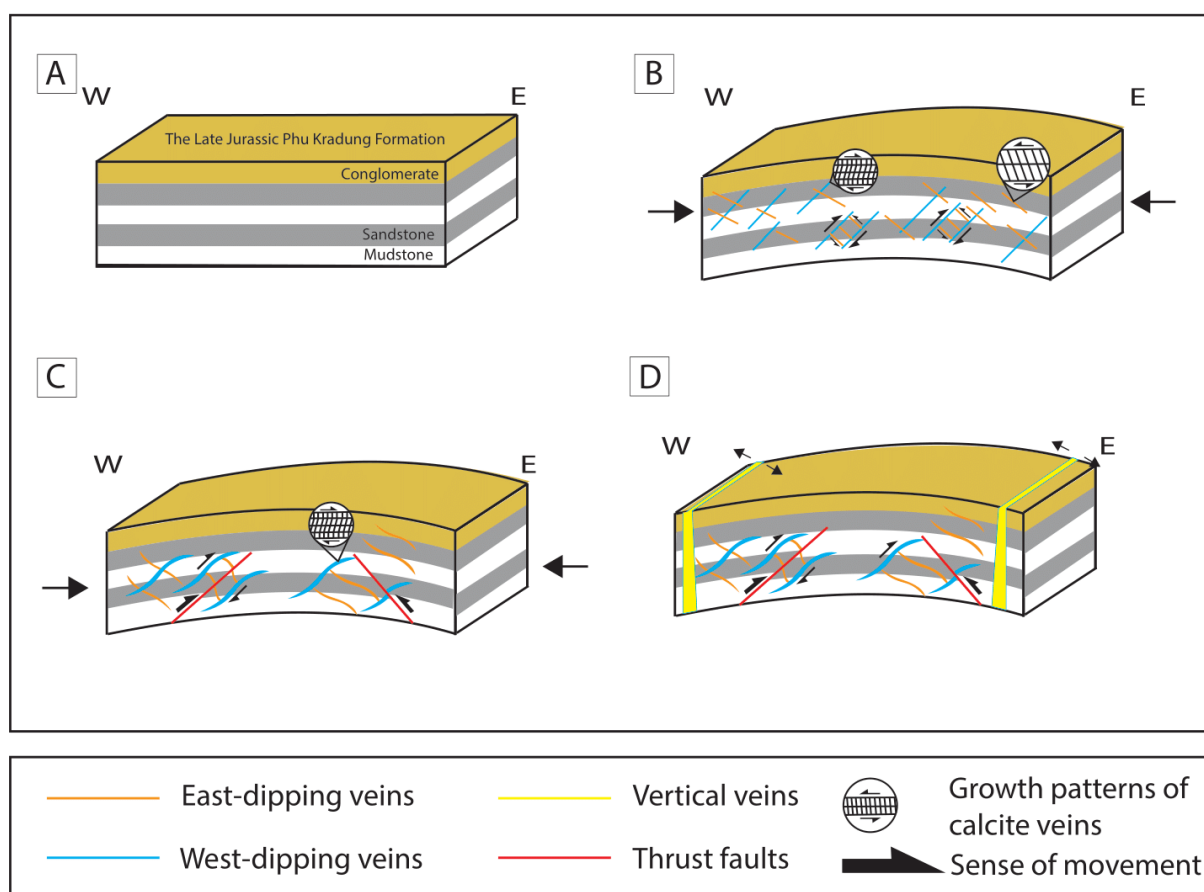 A
W
E
The Late Jurassic Phu Kradung Formation
Conglomerate
Sandstone
Mudstone
B
W
E
C
W
E
D
W
E
East-dipping veins
West-dipping veins
Vertical veins
Thrust faults
Growth patterns of
calcite veins
Sense of movement